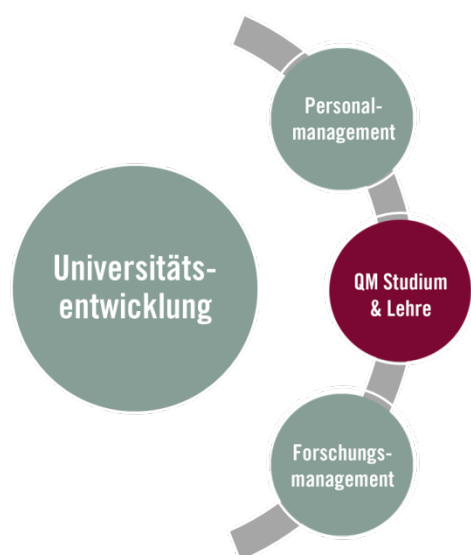 Personal-
management
Universitäts-
entwicklung
QM Studium
& Lehre
Forschungs-
management